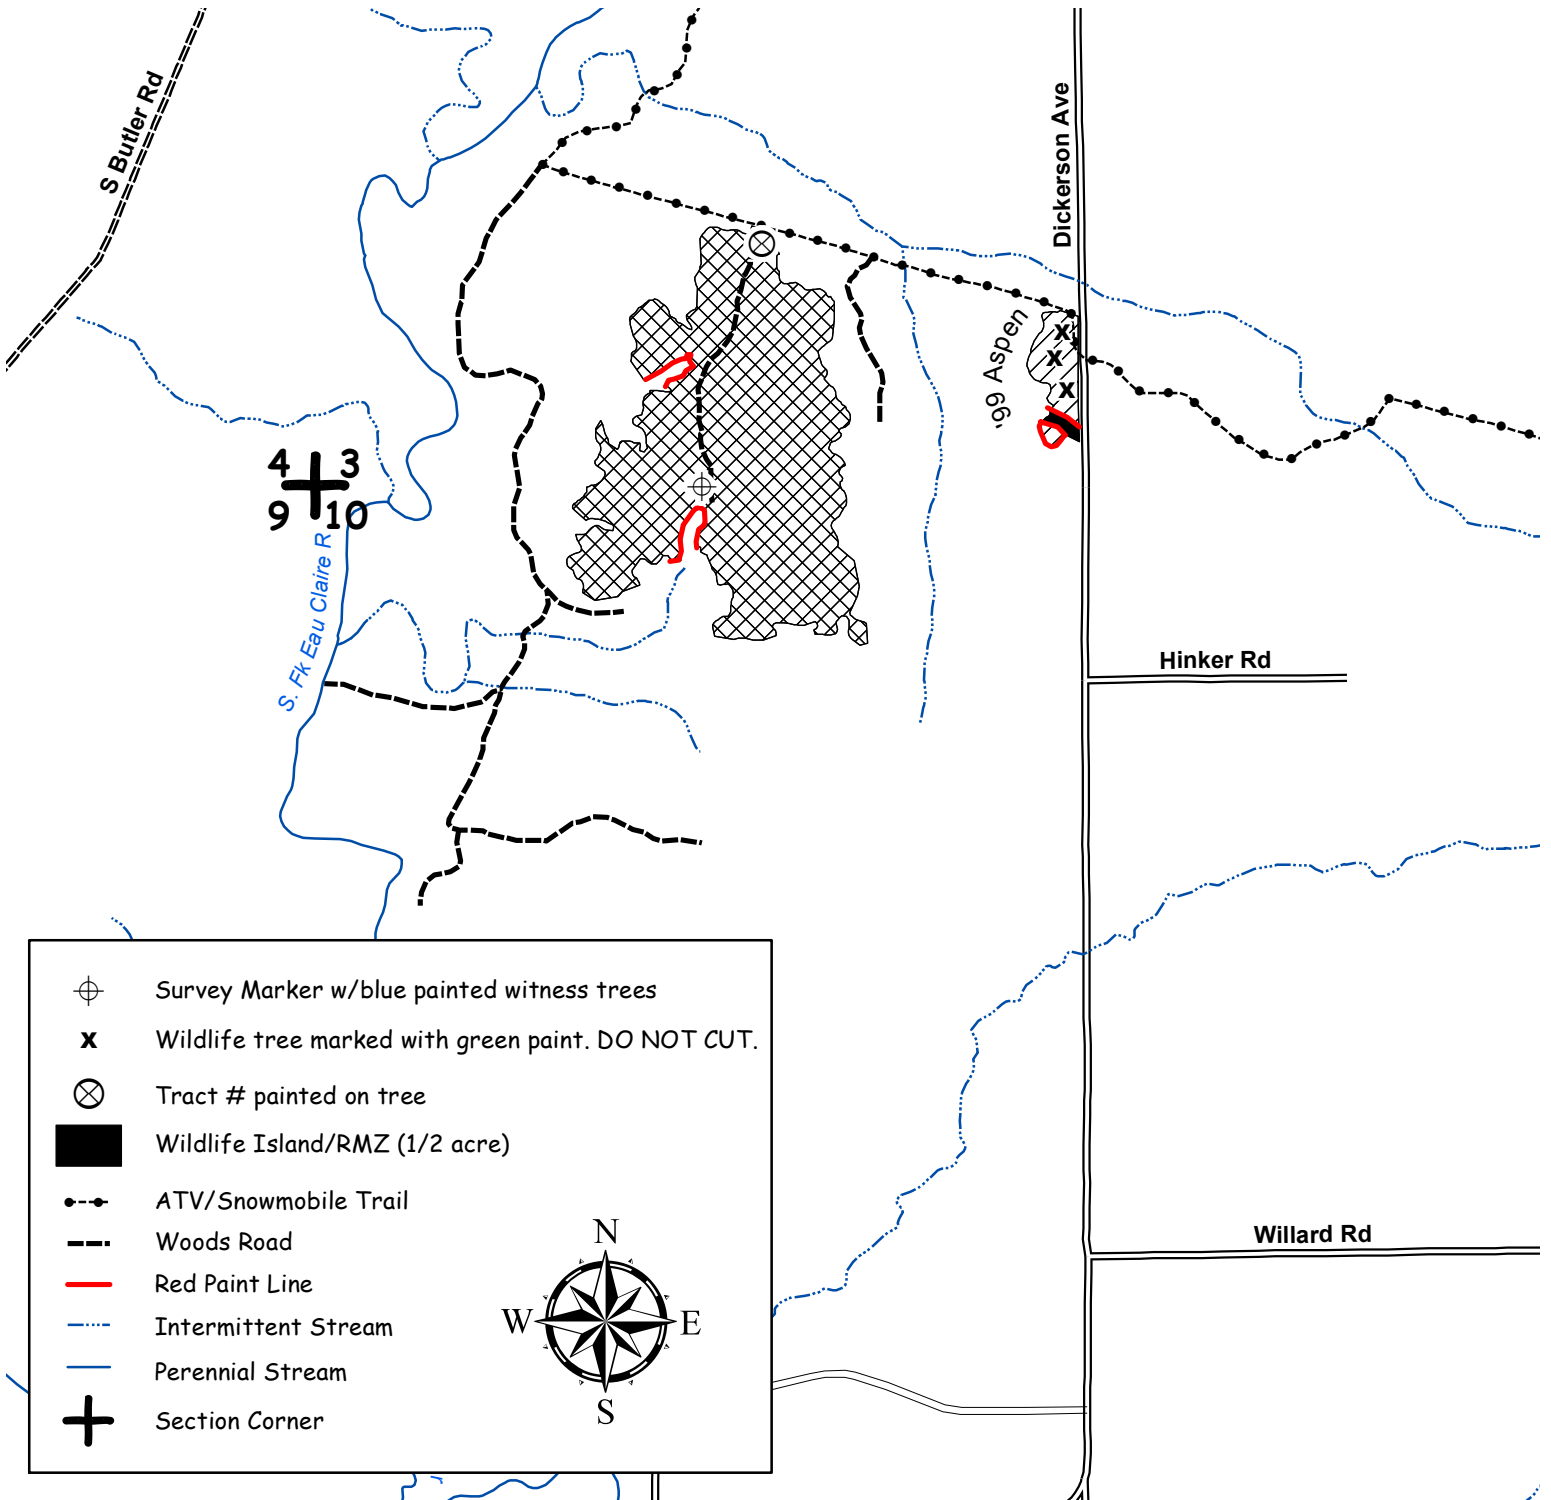 S Butler Rd
Dickerson Ave
'99 Aspen
4 3
9 10
S. Fk Eau Claire R
Hinker Rd
Willard Rd
Survey Marker w/blue painted witness trees
x Wildlife tree marked with green paint. DO NOT CUT.
Tract # painted on tree
Wildlife Island/RMZ (1/2 acre)
ATV/Snowmobile Trail
Woods Road
Red Paint Line
Intermittent Stream
Perennial Stream
Section Corner
N
W E
S